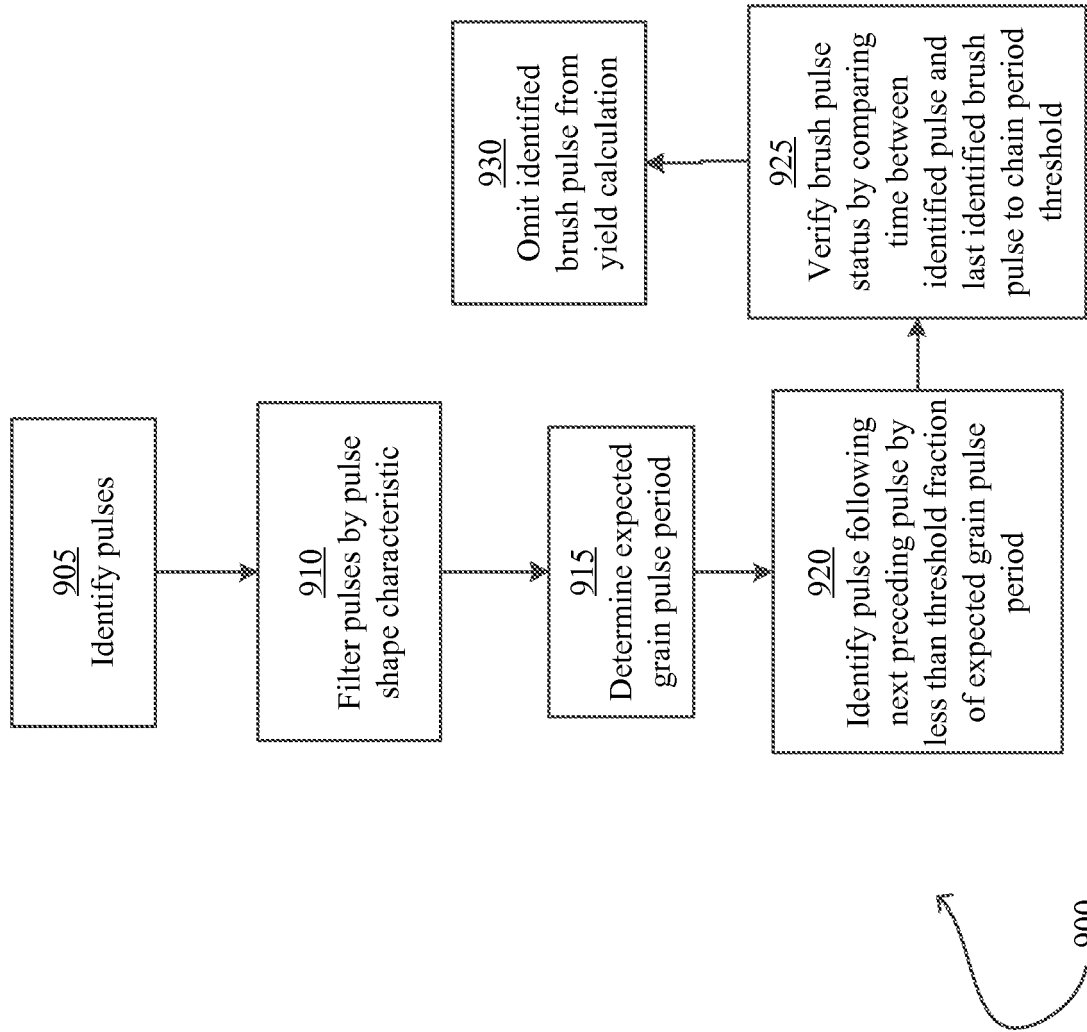 905
Identify pulses
910
Filter pulses by pulse
shape characteristic
915
Determine expected
grain pulse period
920
Identify pulse following
next preceding pulse by
less than threshold fraction
of expected grain pulse
period
925
Verify brush pulse
status by comparing
time between
identified pulse and
last identified brush
pulse to chain period
threshold
930
Omit identified
brush pulse from
yield calculation
900